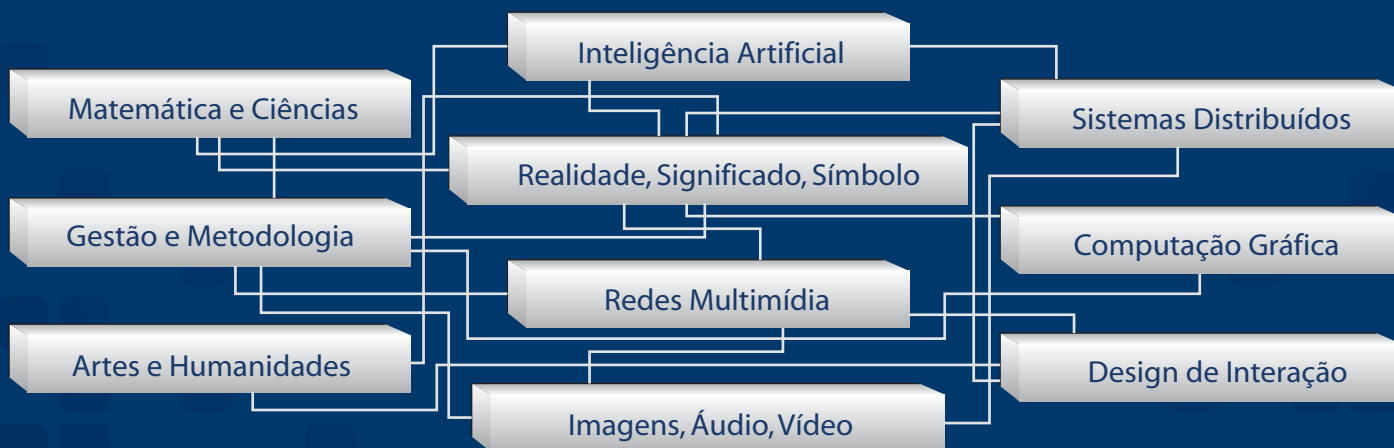 Inteligência Artificial
Matemática e Ciências
Sistemas Distribuídos
Realidade, Significado, Símbolo
Gestão e Metodologia
Computação Gráfica
Redes Multimídia
Artes e Humanidades
Design de Interação
Imagens, Áudio, Vídeo